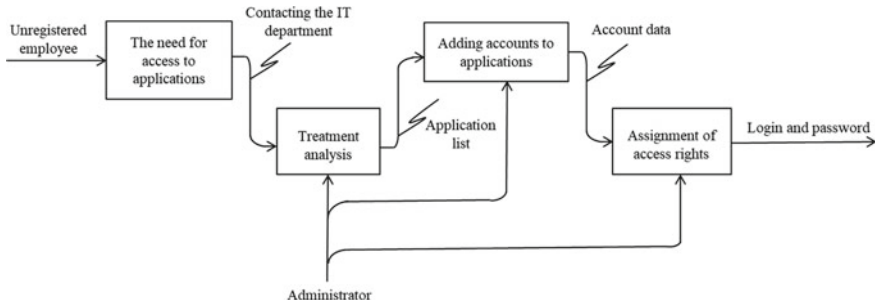 Unregistered
employee
The need for
access to
applications
Contacting the IT
department
Treatment
analysis
Application
list
Adding accounts to
applications
Account data
Assignment of
access rights
Login and password
Administrator